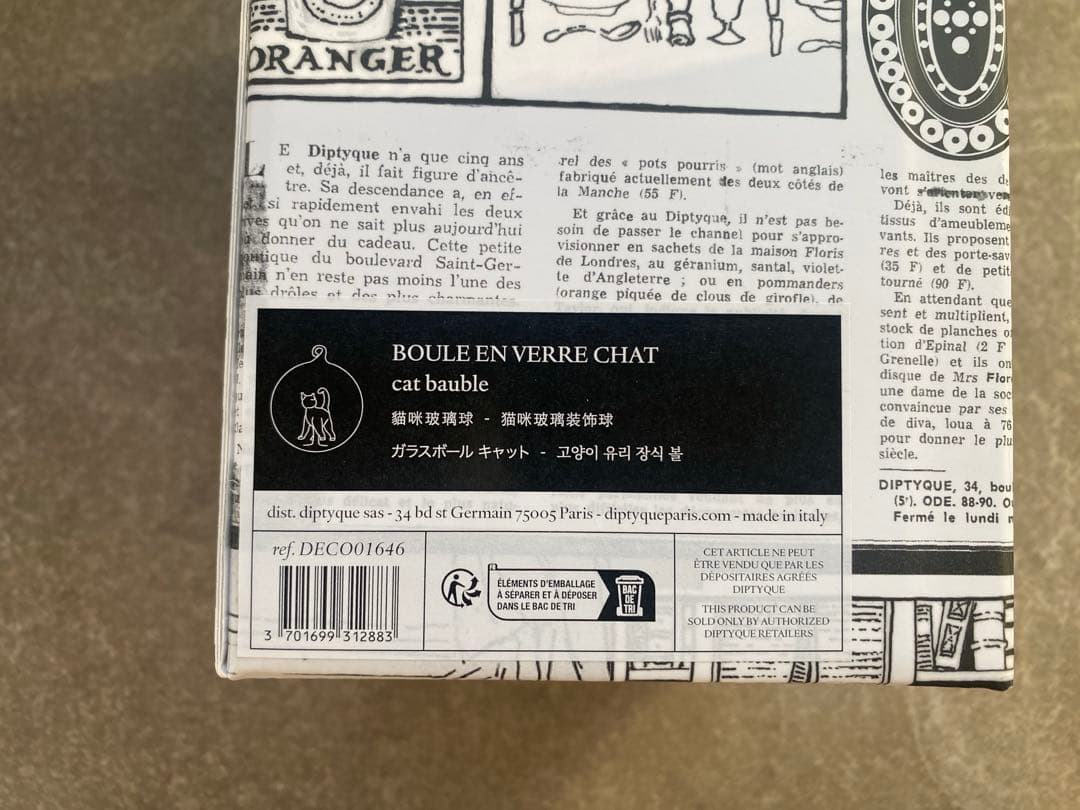 ORANGER
E Diptyque n'a que cinq ans
et, déjà, il fait figure d'ancê-
tre. Sa descendance a, en ef-
si rapidement envahi les deux
qu'on ne sait plus aujourd'hui
donner du cadeau. Cette petite
du boulevard Saint-Ger-
n'en reste pas moins l'une des
drôles et des plus charmantes.
rel des « pots pourris » (mot anglais)
fabriqué actuellement des deux côtés de
la Manche (55 F).
Et grâce au Diptyque, il n'est pas be-
soin de passer le channel pour s'appro-
visionner en sachets de la maison Floris
de Londres, au géranium, santal, violet-
te d'Angleterre ; ou en pommanders
(orange piquée de clous de girofle), de
les maîtres des
vont
Déjà, ils sont éd
tissus d'ameubleme
vants. Ils proposent
res et des porte-sav
(35 F) et de petit
tourné (90 F).
En attendant que
sent et multiplient,
stock de planches
tion d'Epinal (2 F
Grenelle) et ils on
disque de Mrs Flor
une dame de la soc
convaincue par ses
de diva, loua à 76
pour donner le plu
siècle.
DIPTYQUE, 34, bou
(5e). ODE. 88-90.
Fermé le lundi
BOULE EN VERRE CHAT
cat bauble
貓咪玻璃球 - 猫咪玻璃装饰球
ガラスボール キャット - 고양이 유리 장식 볼
dist. diptyque sas - 34 bd st Germain 75005 Paris - diptyqueparis.com - made in italy
ref. DECO01646
3 701699 312883
ÉLÉMENTS D'EMBALLAGE
À SÉPARER ET À DÉPOSER
DANS LE BAC DE TRI
BAC
DE
TRI
CET ARTICLE NE PEUT
ÊTRE VENDU QUE PAR LES
DÉPOSITAIRES AGRÉÉS
DIPTYQUE
THIS PRODUCT CAN BE
SOLD ONLY BY AUTHORIZED
DIPTYQUE RETAILERS